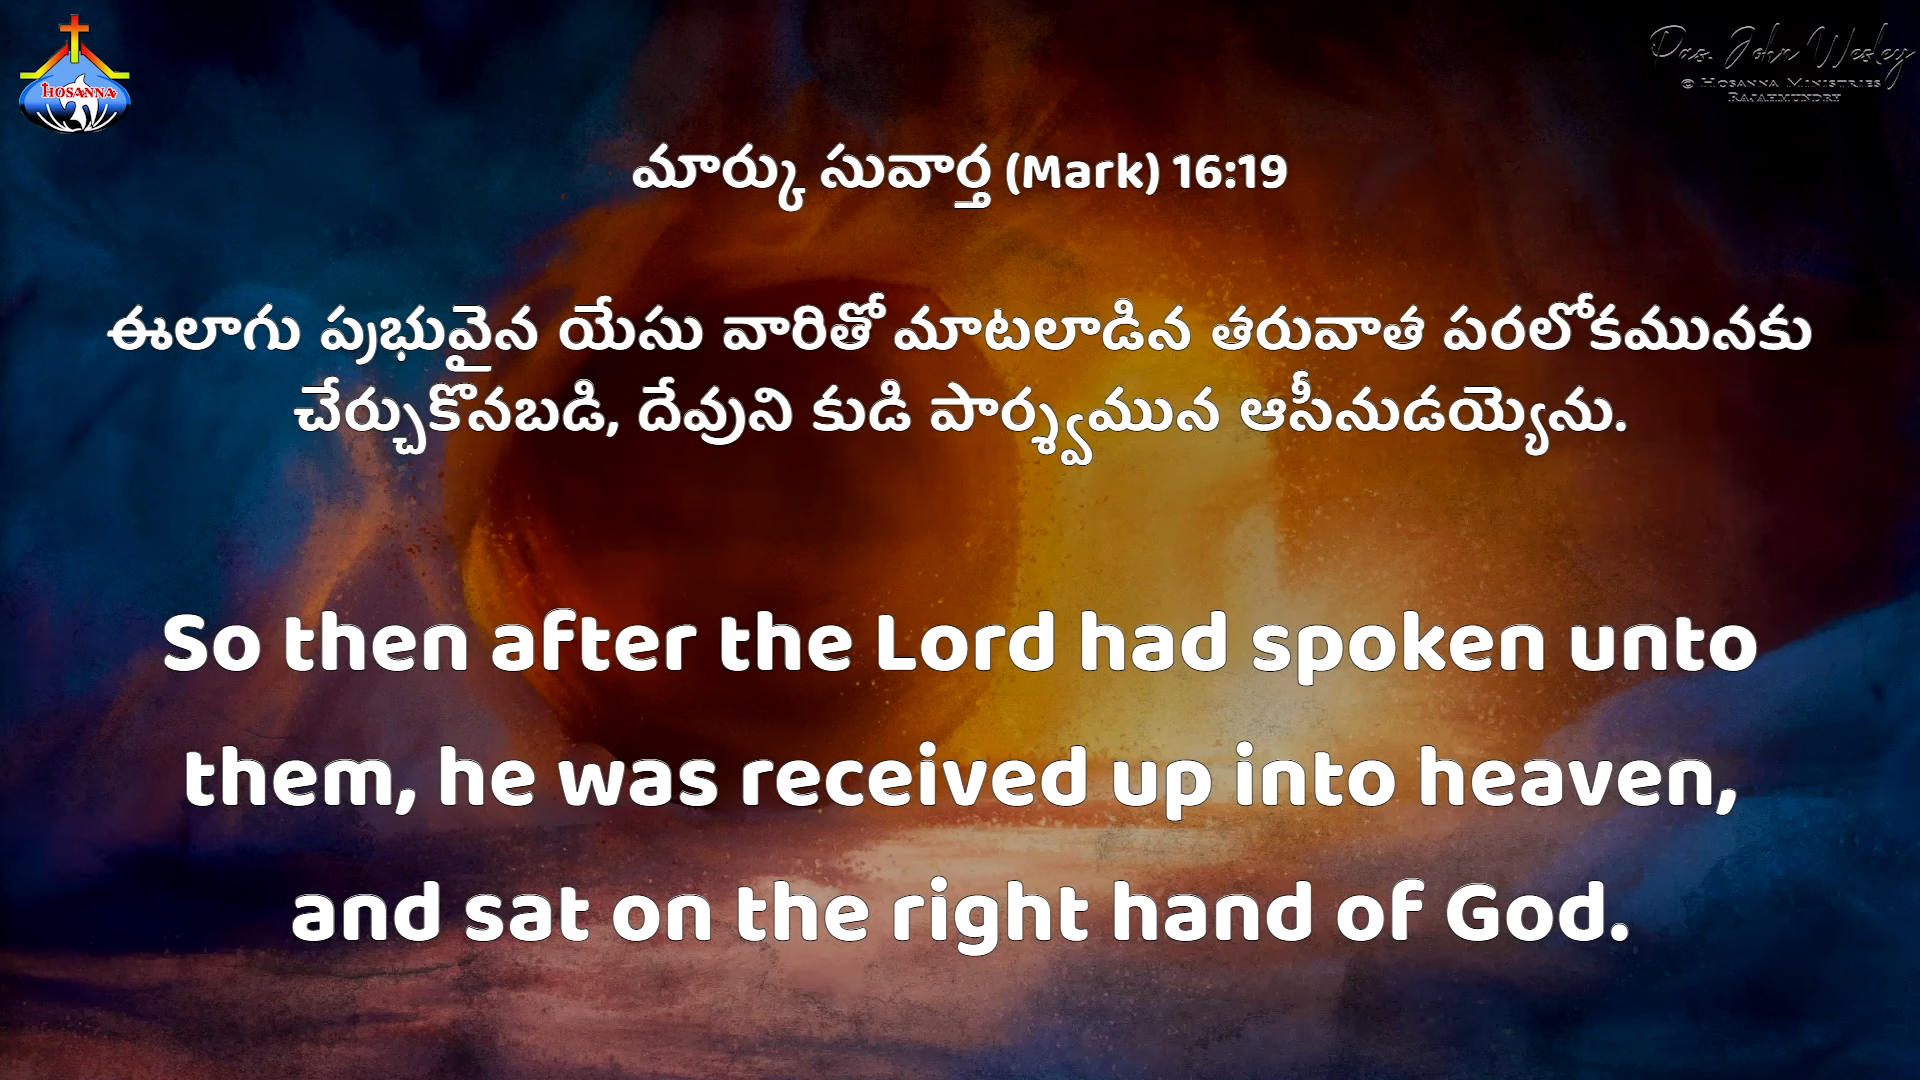 HOSANNA
Pas. John Wesley
© HOSANNA MINISTRIES
RAJAHMUNDRY
మార్కు సువార్త (Mark) 16:19
ఈలాగు ప్రభువైన యేసు వారితో మాటలాడిన తరువాత పరలోకమునకు
చేర్చుకొనబడి, దేవుని కుడి పార్శ్వమున ఆసీనుడయ్యెను.
So then after the Lord had spoken unto
them, he was received up into heaven,
and sat on the right hand of God.